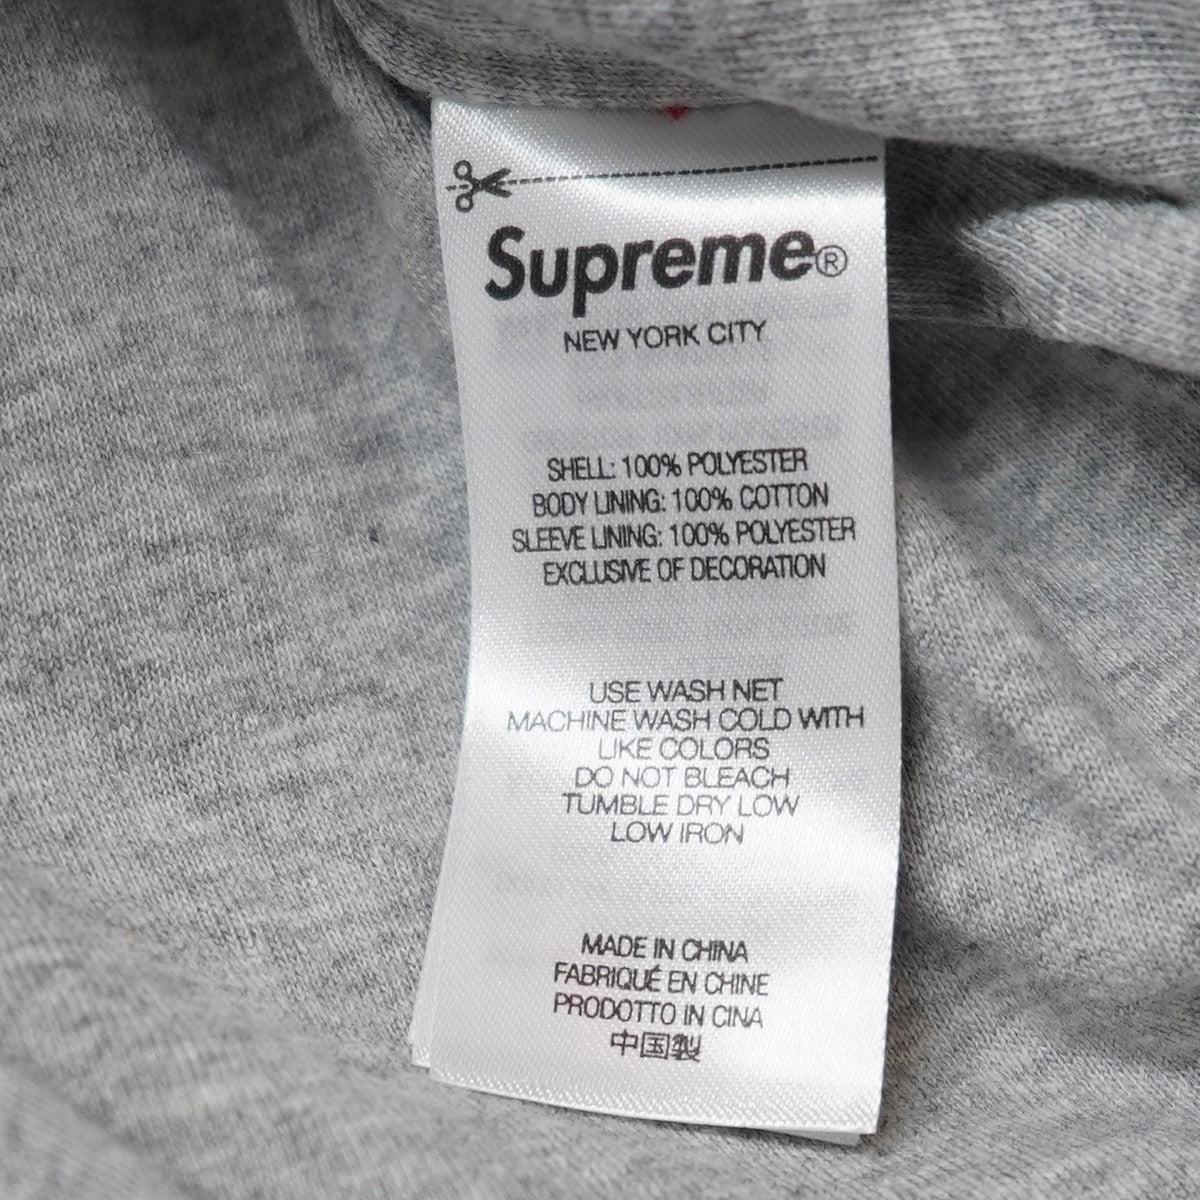 Supreme®
NEW YORK CITY
SHELL: 100% POLYESTER
BODY LINING: 100% COTTON
SLEEVE LINING: 100% POLYESTER
EXCLUSIVE OF DECORATION
USE WASH NET
MACHINE WASH COLD WITH
LIKE COLORS
DO NOT BLEACH
TUMBLE DRY LOW
LOW IRON
MADE IN CHINA
FABRIQUÉ EN CHINE
PRODOTTO IN CINA
中国製